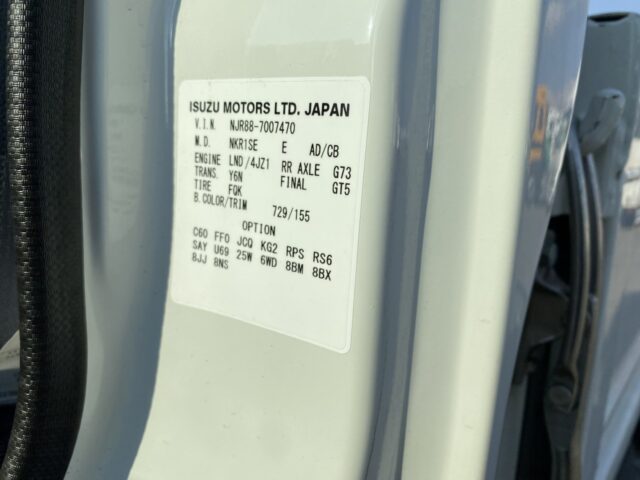 ISUZU MOTORS LTD. JAPAN
V.I.N. NJR88-7007470
M.D. NKR1SE E AD/CB
ENGINE LND/4JZ1 RR AXLE G73
TRANS. Y6N FINAL GT5
TIRE FQK
B.COLOR/TRIM 729/155
OPTION
C60 FFO JCQ KG2 RPS RS6
SAY U69 25W 6WD 8BM 8BX
8JJ 8NS